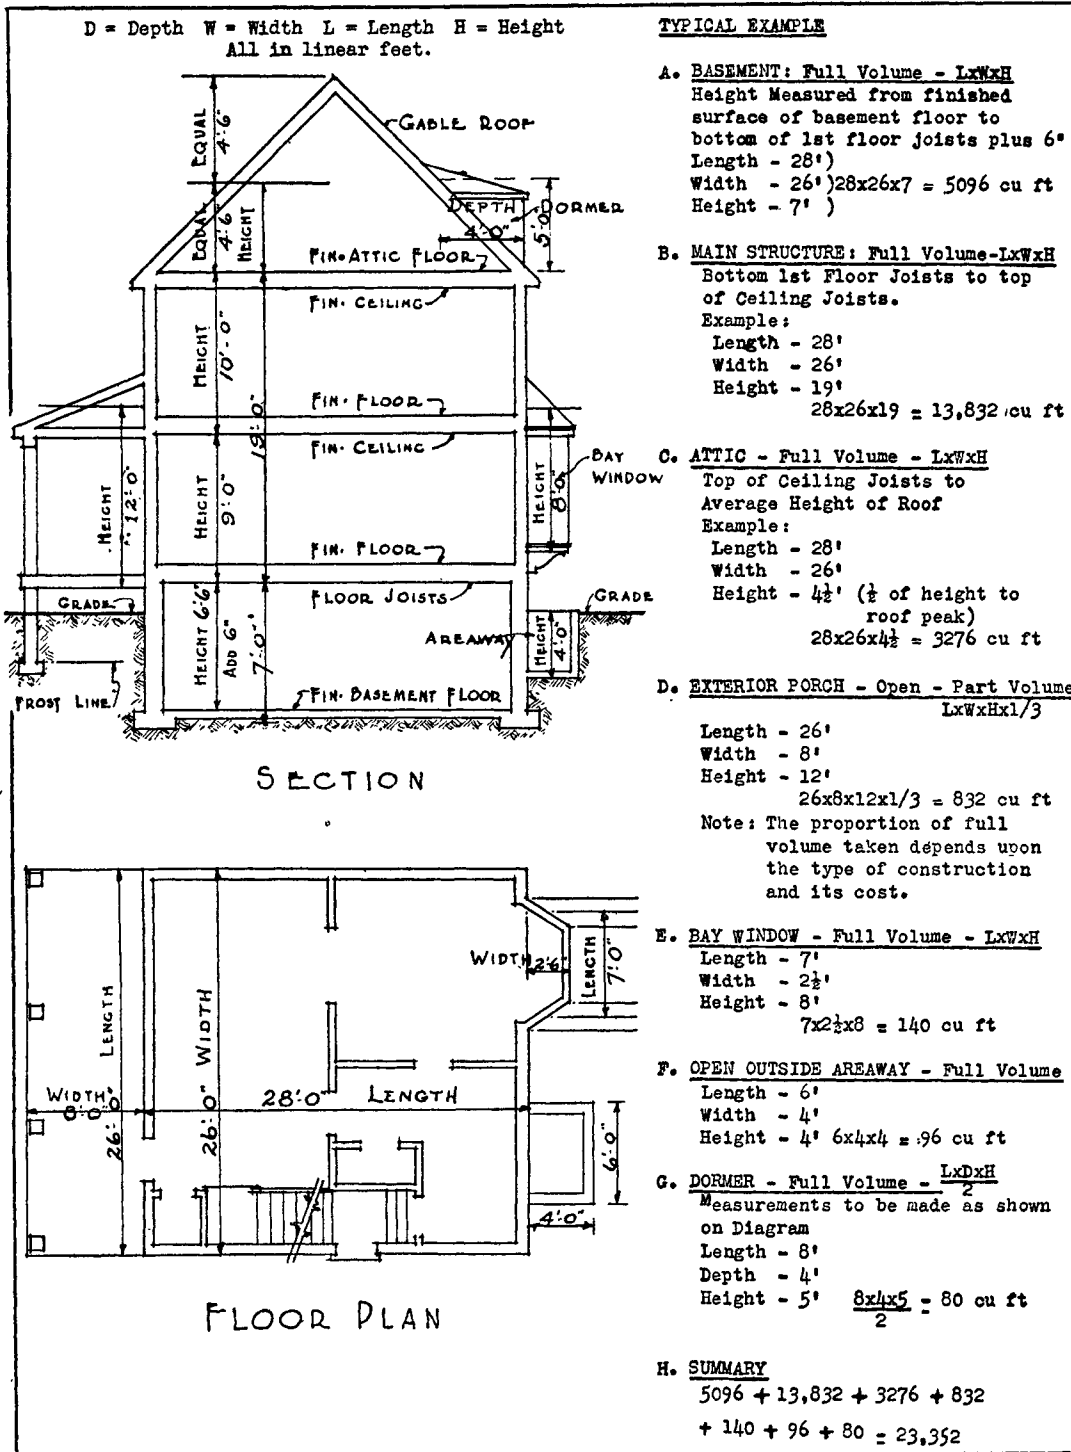 D = Depth W = Width L = Length H = Height
All in linear feet.
EQUAL
4'-6"
EQUAL
4'-6"
HEIGHT
GABLE ROOF
DEPTH
4'-0"
DORMER
5'-0"
FIN. ATTIC FLOOR
FIN. CEILING
HEIGHT
10'-0"
19'-0"
FIN. FLOOR
FIN. CEILING
HEIGHT
12'-0"
HEIGHT
9'-0"
HEIGHT
8'-0"
BAY
WINDOW
FIN. FLOOR
FLOOR JOISTS
GRADE
GRADE
HEIGHT 6'-6"
ADD 6"
7'-0"
AREAWAY
HEIGHT
4'-0"
FROST LINE
FIN. BASEMENT FLOOR
SECTION
LENGTH
26'-0"
WIDTH
8'-0"
26'-0" WIDTH
28'-0" LENGTH
WIDTH 2'6"
LENGTH
7'-0"
6'-0"
4'-0"
FLOOR PLAN
TYPICAL EXAMPLE
A. BASEMENT: Full Volume - LxWxH
Height Measured from finished
surface of basement floor to
bottom of 1st floor joists plus 6"
Length - 28')
Width - 26')28x26x7 = 5096 cu ft
Height - 7' )
B. MAIN STRUCTURE: Full Volume-LxWxH
Bottom 1st Floor Joists to top
of Ceiling Joists.
Example:
Length - 28'
Width - 26'
Height - 19'
28x26x19 = 13,832 cu ft
C. ATTIC - Full Volume - LxWxH
Top of Ceiling Joists to
Average Height of Roof
Example:
Length - 28'
Width - 26'
Height - 4½' (½ of height to
roof peak)
28x26x4½ = 3276 cu ft
D. EXTERIOR PORCH - Open - Part Volume
LxWxHx1/3
Length - 26'
Width - 8'
Height - 12'
26x8x12x1/3 = 832 cu ft
Note: The proportion of full
volume taken depends upon
the type of construction
and its cost.
E. BAY WINDOW - Full Volume - LxWxH
Length - 7'
Width - 2½'
Height - 8'
7x2½x8 = 140 cu ft
F. OPEN OUTSIDE AREAWAY - Full Volume
Length - 6'
Width - 4'
Height - 4' 6x4x4 = 96 cu ft
G. DORMER - Full Volume - LxDxH
2
Measurements to be made as shown
on Diagram
Length - 8'
Depth - 4'
Height - 5' 8x4x5 = 80 cu ft
2
H. SUMMARY
5096 + 13,832 + 3276 + 832
+ 140 + 96 + 80 = 23,352